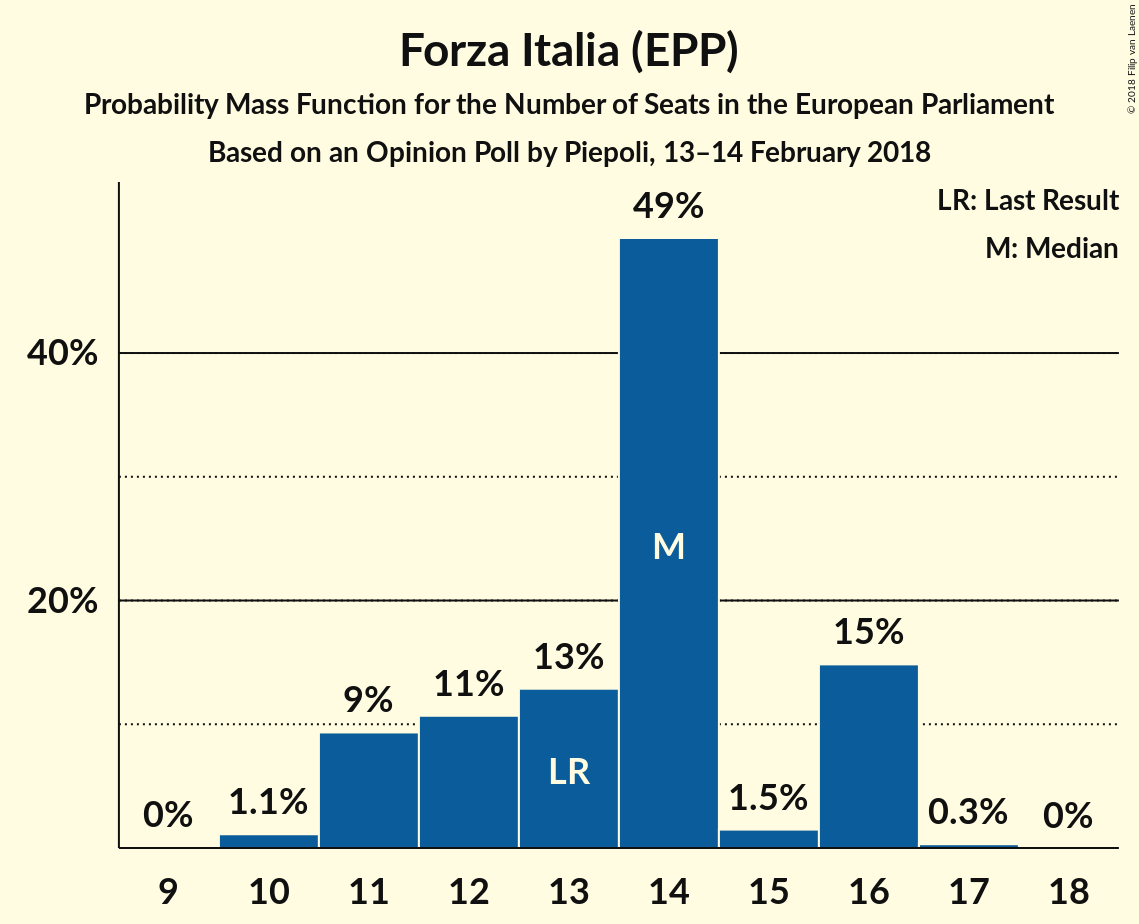 Forza Italia (EPP)
Probability Mass Function for the Number of Seats in the European Parliament
Based on an Opinion Poll by Piepoli, 13–14 February 2018
© 2018 Filip van Laenen
LR: Last Result
M: Median
40%
20%
0%
1.1%
9%
11%
13%
49%
1.5%
15%
0.3%
0%
LR
M
9 10 11 12 13 14 15 16 17 18